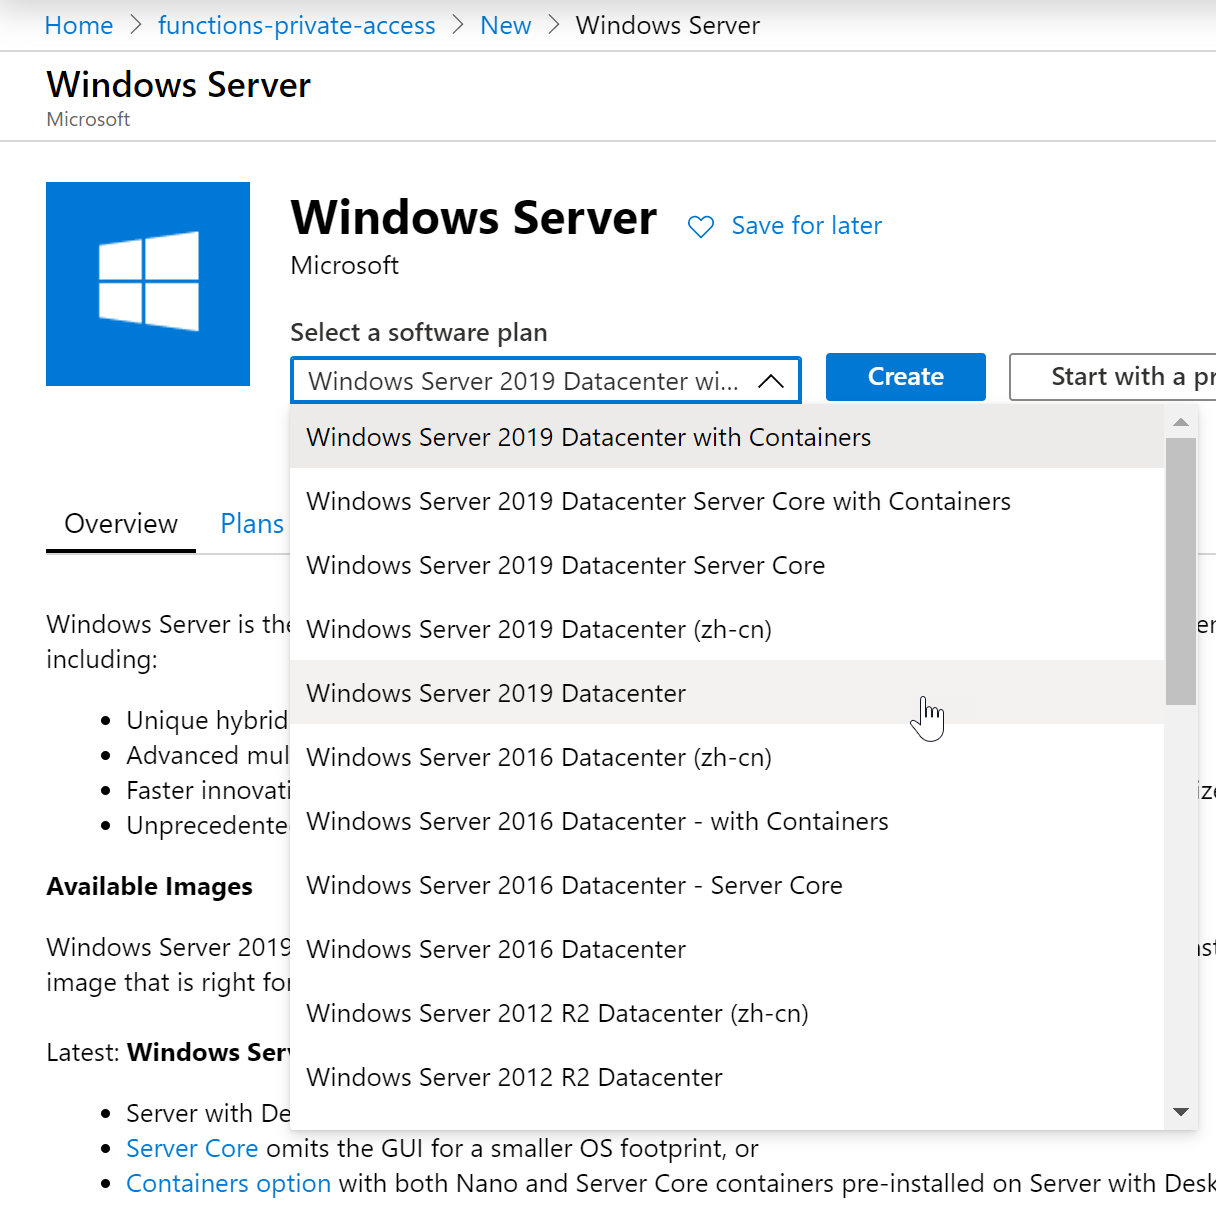 Home > functions-private-access > New > Windows Server
Windows Server
Microsoft
Windows Server
Save for later
Microsoft
Select a software plan
Windows Server 2019 Datacenter wi...
Create
Start with a pr
Windows Server 2019 Datacenter with Containers
Windows Server 2019 Datacenter Server Core with Containers
Windows Server 2019 Datacenter Server Core
Windows Server 2019 Datacenter (zh-cn)
Windows Server 2019 Datacenter
Windows Server 2016 Datacenter (zh-cn)
Windows Server 2016 Datacenter - with Containers
Windows Server 2016 Datacenter - Server Core
Windows Server 2016 Datacenter
Windows Server 2012 R2 Datacenter (zh-cn)
Windows Server 2012 R2 Datacenter
Overview
Plans
Windows Server is the
including:
• Unique hybrid
• Advanced mul
• Faster innovati
• Unprecedente
Available Images
Windows Server 2019
image that is right for
Latest: Windows Serv
• Server with De
• Server Core omits the GUI for a smaller OS footprint, or
• Containers option with both Nano and Server Core containers pre-installed on Server with Desk